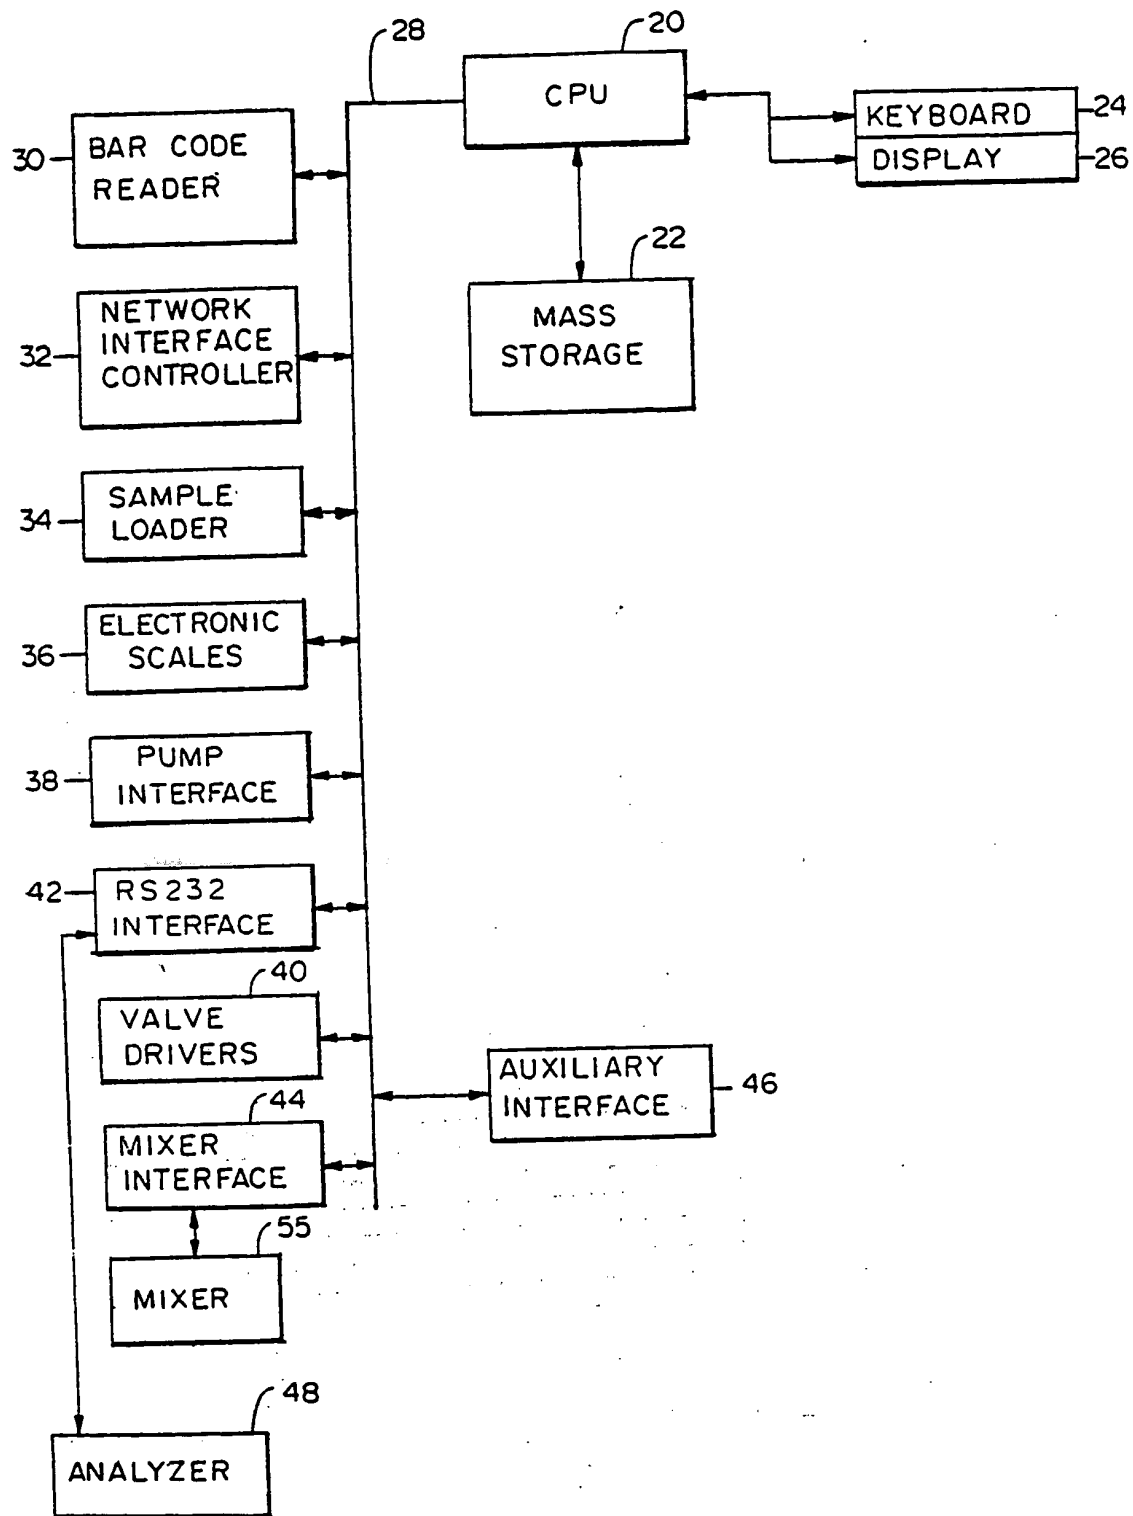 28
20
CPU
KEYBOARD
24
DISPLAY
26
30
BAR CODE
READER
22
MASS
STORAGE
32
NETWORK
INTERFACE
CONTROLLER
34
SAMPLE
LOADER
36
ELECTRONIC
SCALES
38
PUMP
INTERFACE
42
RS232
INTERFACE
40
VALVE
DRIVERS
AUXILIARY
INTERFACE
46
44
MIXER
INTERFACE
55
MIXER
48
ANALYZER